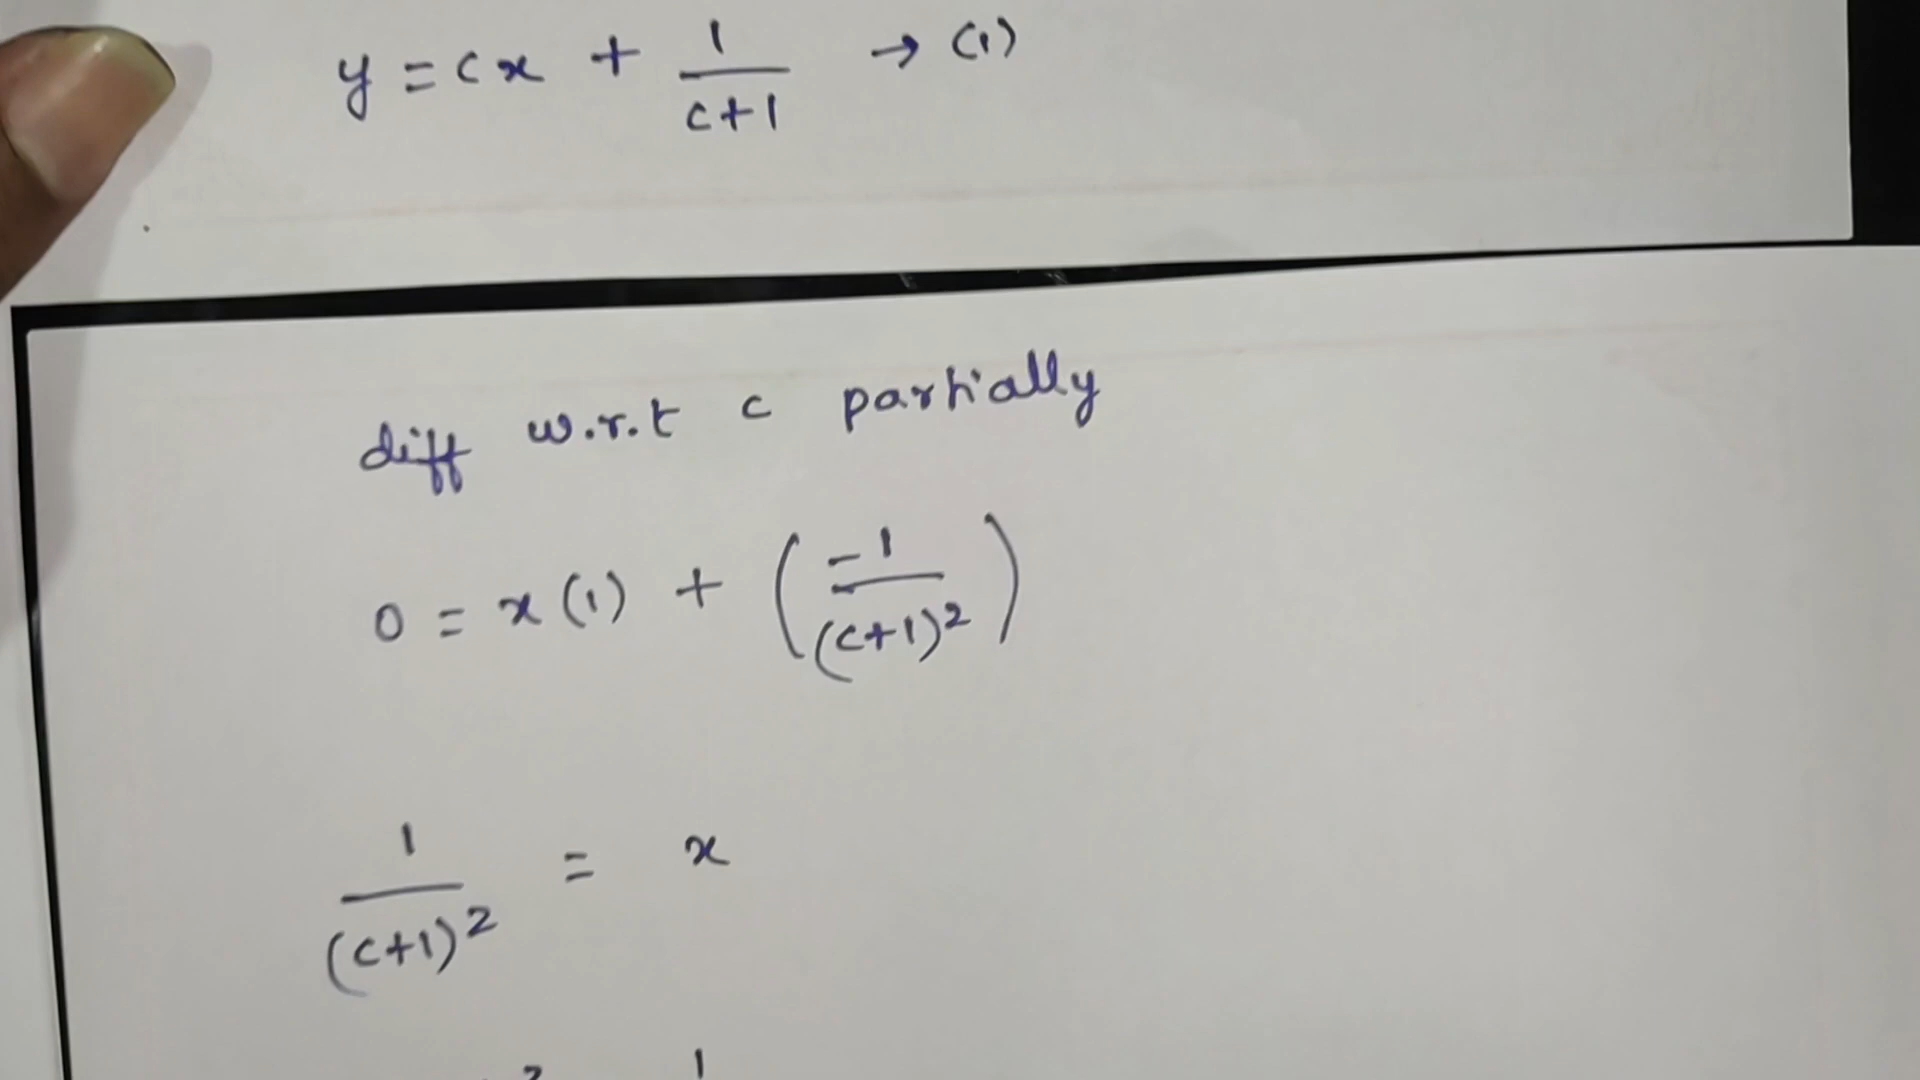 y = cx + 1/(c+1) → (1)
diff w.r.t c partially
0 = x(1) + (-1/(c+1)²)
1/(c+1)² = x